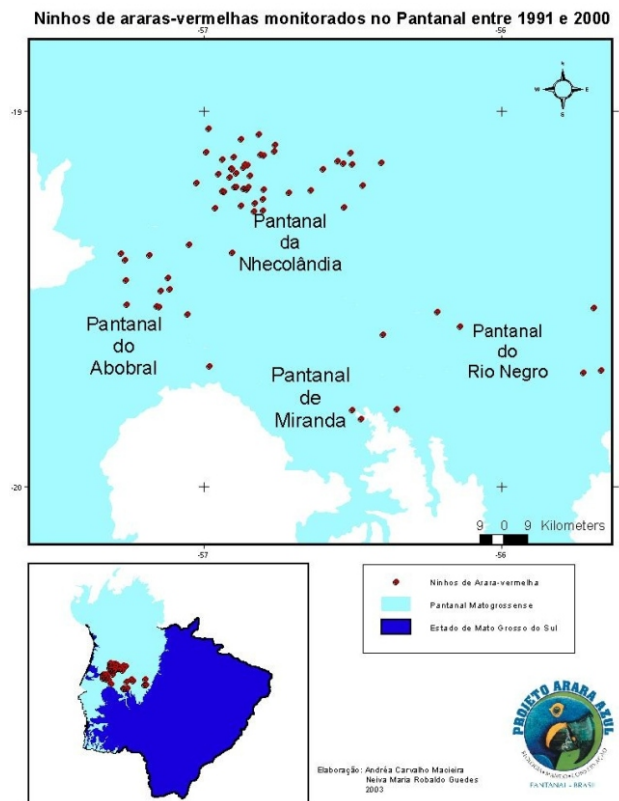 Ninhos de araras-vermelhas monitorados no Pantanal entre 1991 e 2000
-57
-56
-19
-19
Pantanal
da
Nhecolândia
Pantanal
do
Abobral
Pantanal
de
Miranda
Pantanal
do
Rio Negro
-20
-20
9 0 9 Kilometers
-57
-56
Ninhos de Arara-vermelha
Pantanal Matogrossense
Estado de Mato Grosso do Sul
PROJETO ARARA AZUL
PANTANAL - BRASIL
Elaboração: Andréa Carvalho Macieira
Neiva Maria Robaldo Guedes
2003